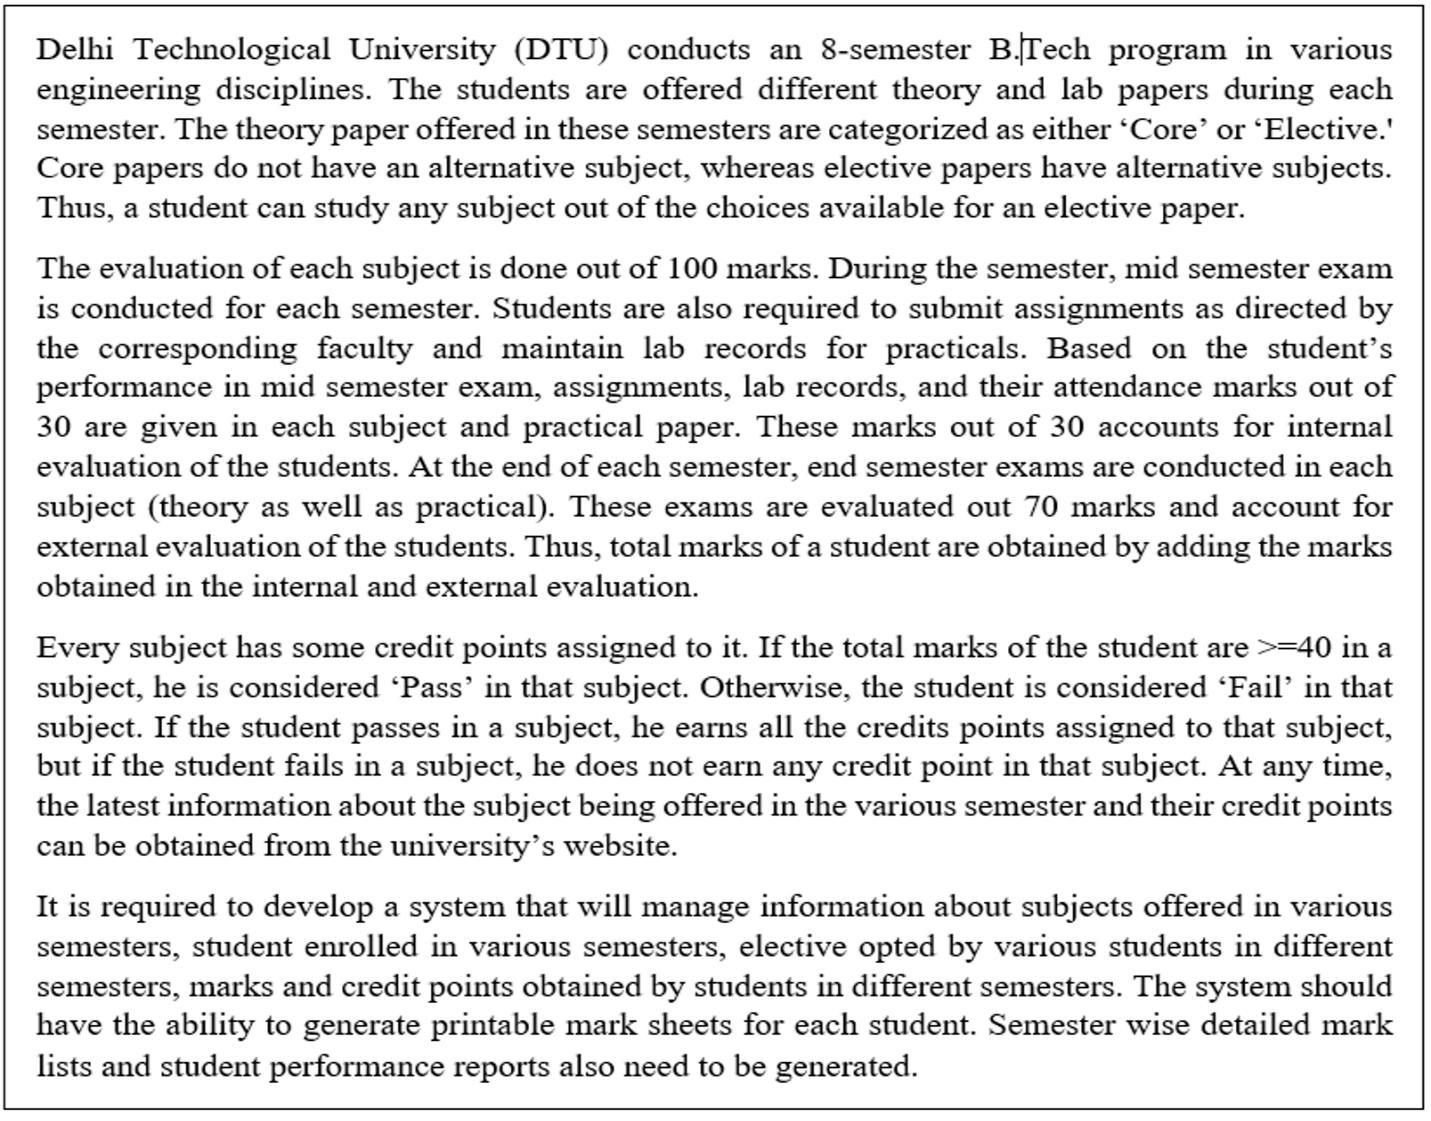 Delhi Technological University (DTU) conducts an 8-semester B.Tech program in various
engineering disciplines. The students are offered different theory and lab papers during each
semester. The theory paper offered in these semesters are categorized as either ‘Core’ or ‘Elective.'
Core papers do not have an alternative subject, whereas elective papers have alternative subjects.
Thus, a student can study any subject out of the choices available for an elective paper.
The evaluation of each subject is done out of 100 marks. During the semester, mid semester exam
is conducted for each semester. Students are also required to submit assignments as directed by
the corresponding faculty and maintain lab records for practicals. Based on the student’s
performance in mid semester exam, assignments, lab records, and their attendance marks out of
30 are given in each subject and practical paper. These marks out of 30 accounts for internal
evaluation of the students. At the end of each semester, end semester exams are conducted in each
subject (theory as well as practical). These exams are evaluated out 70 marks and account for
external evaluation of the students. Thus, total marks of a student are obtained by adding the marks
obtained in the internal and external evaluation.
Every subject has some credit points assigned to it. If the total marks of the student are >=40 in a
subject, he is considered ‘Pass’ in that subject. Otherwise, the student is considered ‘Fail’ in that
subject. If the student passes in a subject, he earns all the credits points assigned to that subject,
but if the student fails in a subject, he does not earn any credit point in that subject. At any time,
the latest information about the subject being offered in the various semester and their credit points
can be obtained from the university’s website.
It is required to develop a system that will manage information about subjects offered in various
semesters, student enrolled in various semesters, elective opted by various students in different
semesters, marks and credit points obtained by students in different semesters. The system should
have the ability to generate printable mark sheets for each student. Semester wise detailed mark
lists and student performance reports also need to be generated.